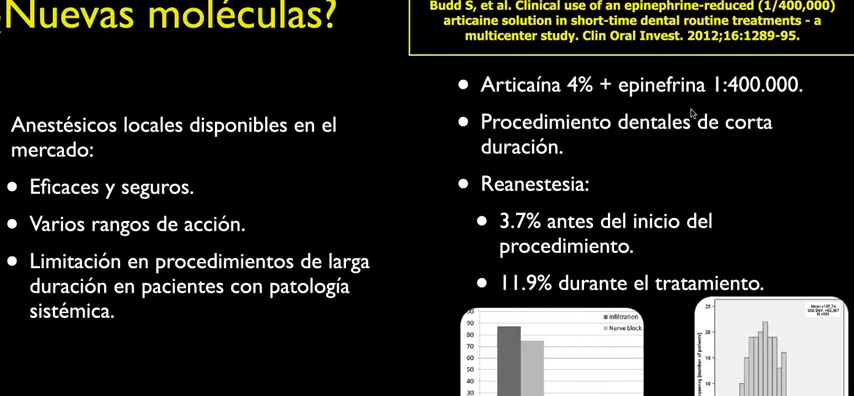 ¿Nuevas moléculas?
Budd S, et al. Clinical use of an epinephrine-reduced (1/400,000)
articaine solution in short-time dental routine treatments - a
multicenter study. Clin Oral Invest. 2012;16:1289-95.
Anestésicos locales disponibles en el
mercado:
• Eficaces y seguros.
• Varios rangos de acción.
• Limitación en procedimientos de larga
duración en pacientes con patología
sistémica.
• Articaína 4% + epinefrina 1:400.000.
• Procedimiento dentales de corta
duración.
• Reanestesia:
• 3.7% antes del inicio del
procedimiento.
• 11.9% durante el tratamiento.
Infiltration
Nerve block
90
80
70
60
50
40
30
25
20
15
10